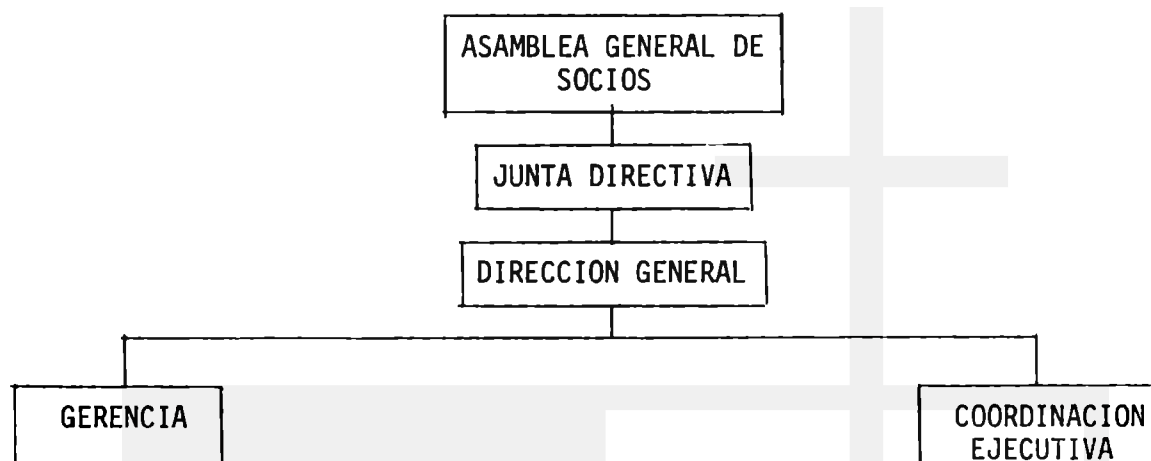 ASAMBLEA GENERAL DE
SOCIOS
JUNTA DIRECTIVA
DIRECCION GENERAL
GERENCIA
COORDINACION
EJECUTIVA